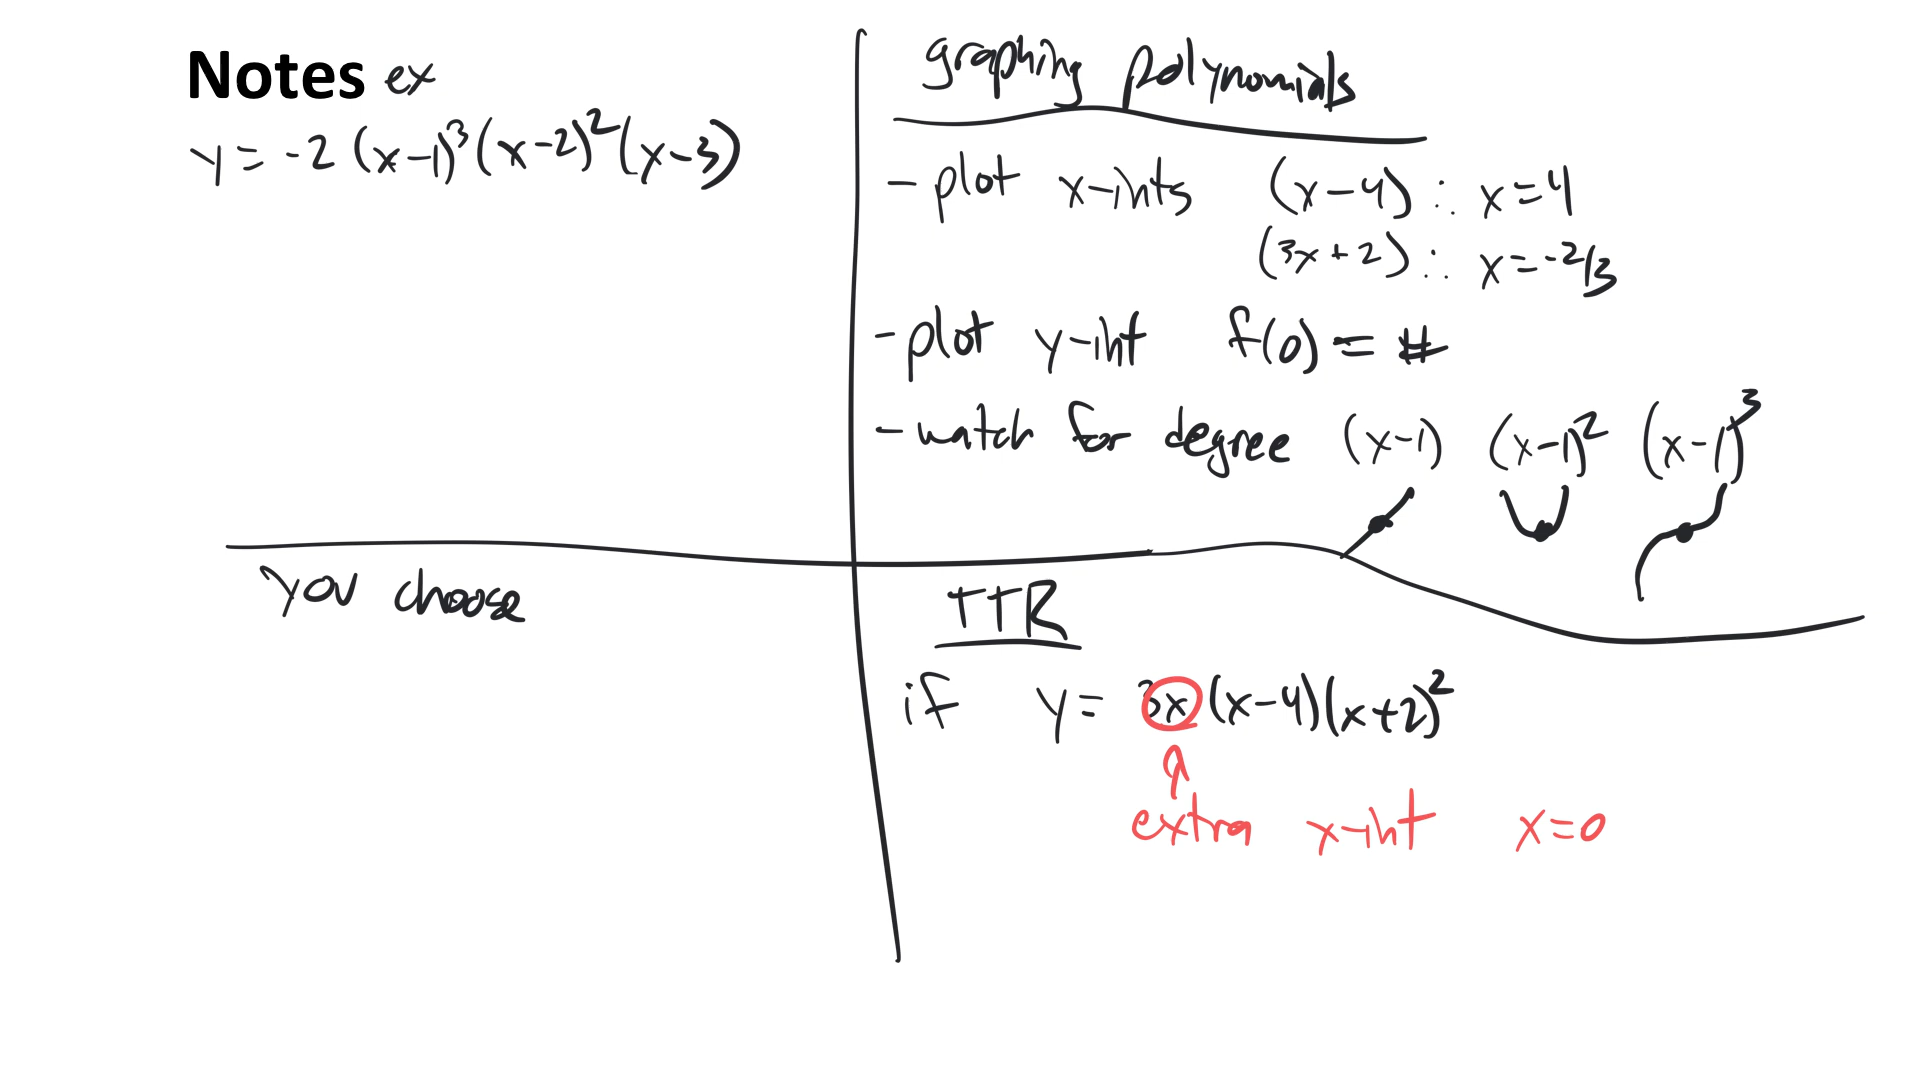 Notes ex
y = -2 (x-1)³(x-2)²(x-3)
graphing polynomials
- plot x-ints (x-4) ∴ x=4
(3x+2) ∴ x=-2/3
- plot y-int f(0) = #
- watch for degree (x-1) (x-1)² (x-1)³
you choose
TTR
if y= 3x(x-4)(x+2)²
extra x-int x=0